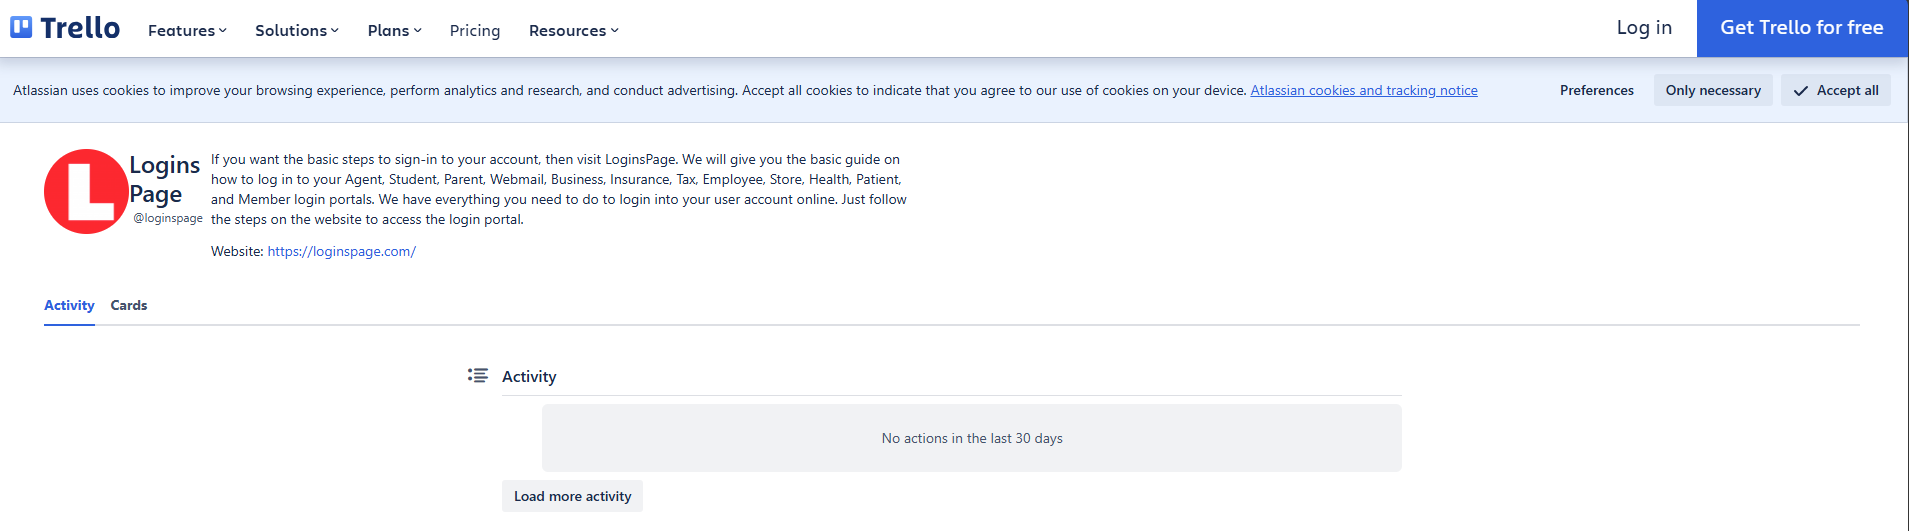 Trello Features Solutions Plans Pricing Resources Log in Get Trello for free
Atlassian uses cookies to improve your browsing experience, perform analytics and research, and conduct advertising. Accept all cookies to indicate that you agree to our use of cookies on your device. Atlassian cookies and tracking notice Preferences Only necessary Accept all
L
Logins
Page
@loginspage
If you want the basic steps to sign-in to your account, then visit LoginsPage. We will give you the basic guide on
how to log in to your Agent, Student, Parent, Webmail, Business, Insurance, Tax, Employee, Store, Health, Patient,
and Member login portals. We have everything you need to do to login into your user account online. Just follow
the steps on the website to access the login portal.
Website: https://loginspage.com/
Activity Cards
Activity
No actions in the last 30 days
Load more activity